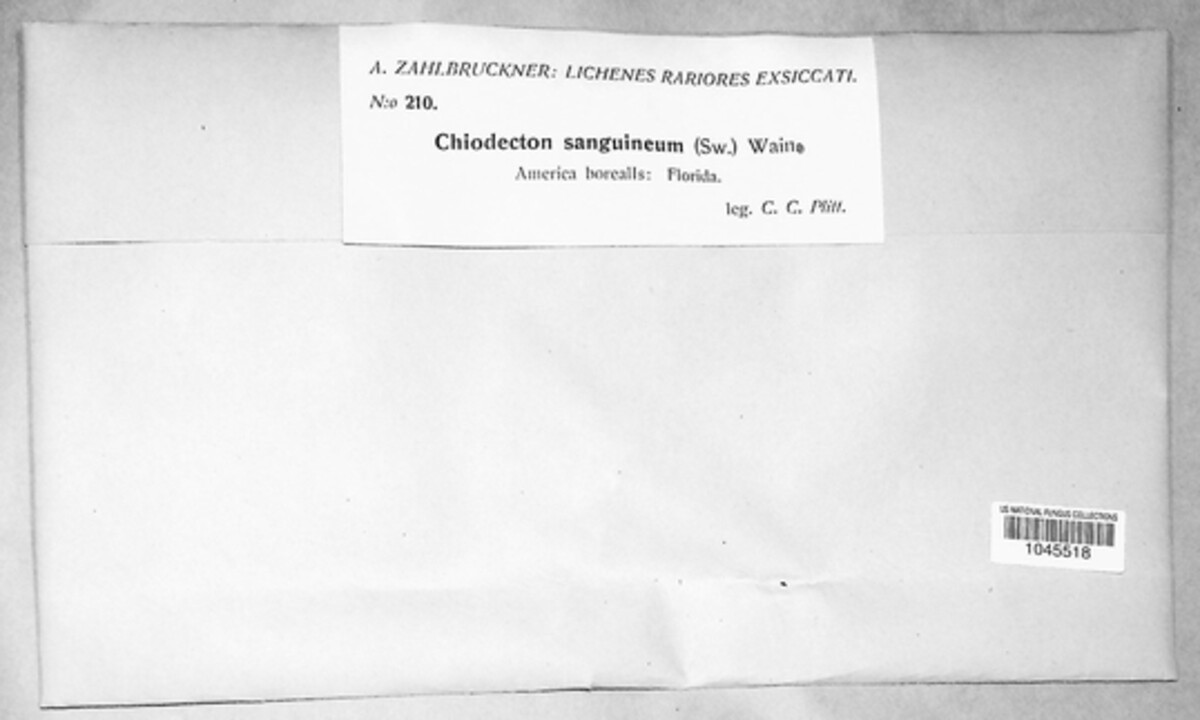 A. ZAHLBRUCKNER: LICHENES RARIORES EXSICCATI.
N:o 210.
Chiodecton sanguineum (Sw.) Wain.
America borealis: Florida.
leg. C. C. Plitt.
US NATIONAL FUNGUS COLLECTIONS
1045518